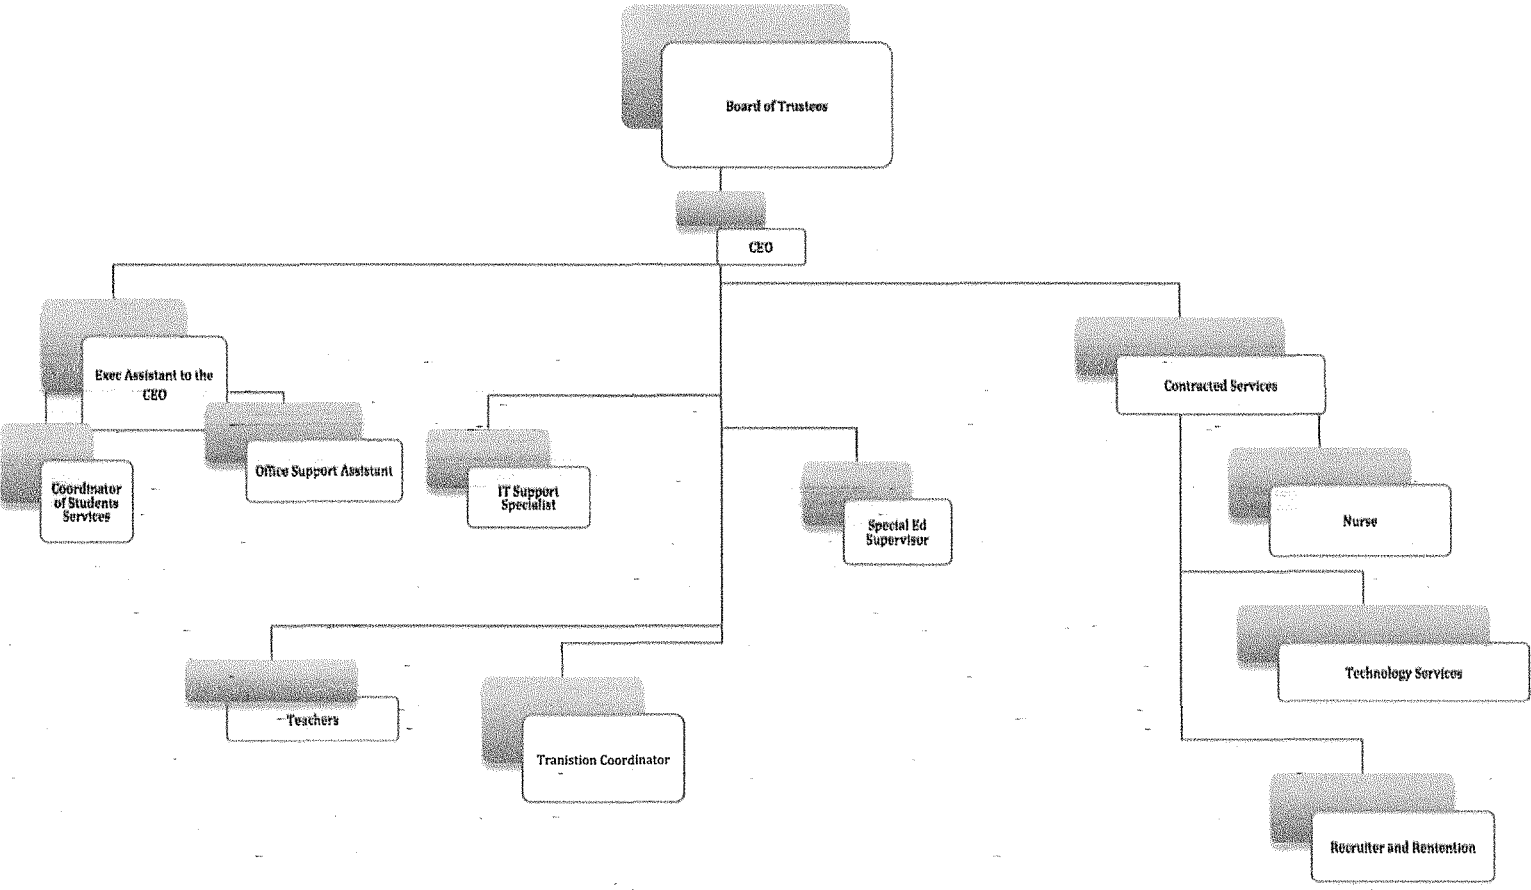 Board of Trustees
CEO
Exec Assistant to the
CEO
Contracted Services
Office Support Assistant
Coordinator
of Students
Services
IT Support
Specialist
Special Ed
Supervisor
Nurse
Technology Services
Teachers
Tranistion Coordinator
Recruiter and Rentention